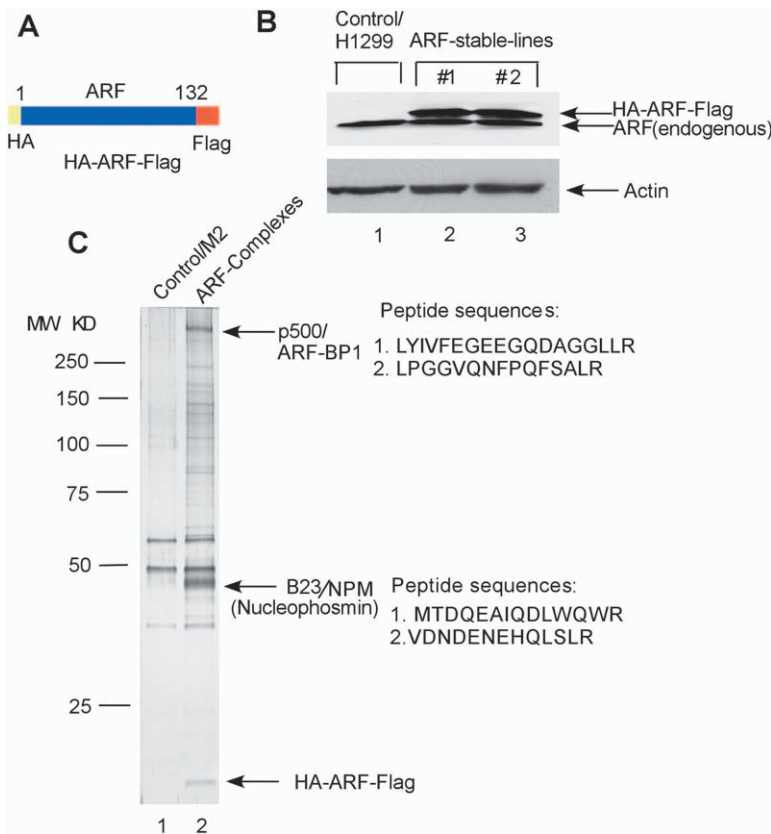 A
1 ARF 132
HA Flag
HA-ARF-Flag
B
Control/
H1299
ARF-stable-lines
#1 #2
HA-ARF-Flag
ARF(endogenous)
Actin
1 2 3
C
Control/M2
ARF-Complexes
MW KD
250
150
100
75
50
25
p500/
ARF-BP1
Peptide sequences:
1. LYIVFEGEEGQDAGGLLR
2. LPGGVQNFPQFSALR
B23/NPM
(Nucleophosmin)
Peptide sequences:
1. MTDQEAIQDLWQWR
2.VDNDENEHQLSLR
HA-ARF-Flag
1 2